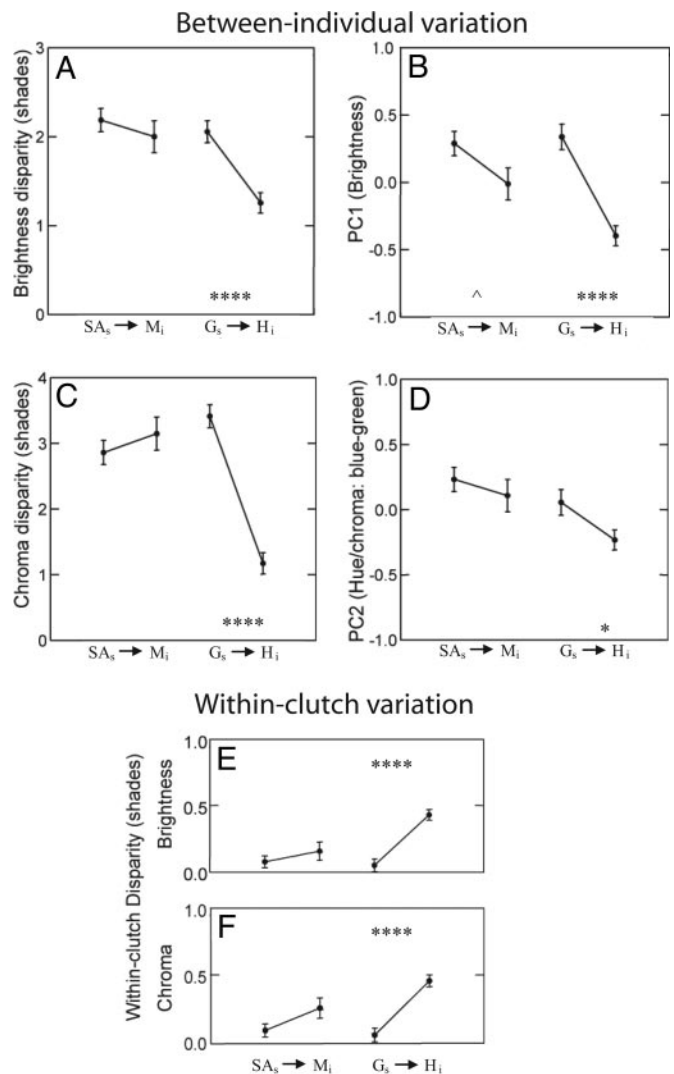 Between-individual variation
A
Brightness disparity (shades)
3
2
1
0
****
SAs → Mi Gs → Hi
B
PC1 (Brightness)
1.0
0.5
0.0
-0.5
-1.0
^ ****
SAs → Mi Gs → Hi
C
Chroma disparity (shades)
4
3
2
1
0
****
SAs → Mi Gs → Hi
D
PC2 (Hue/chroma: blue-green)
1.0
0.5
0.0
-0.5
-1.0
*
SAs → Mi Gs → Hi
Within-clutch variation
Within-clutch Disparity (shades)
E
Brightness
1.0
0.5
0.0
****
F
Chroma
1.0
0.5
0.0
****
SAs → Mi Gs → Hi